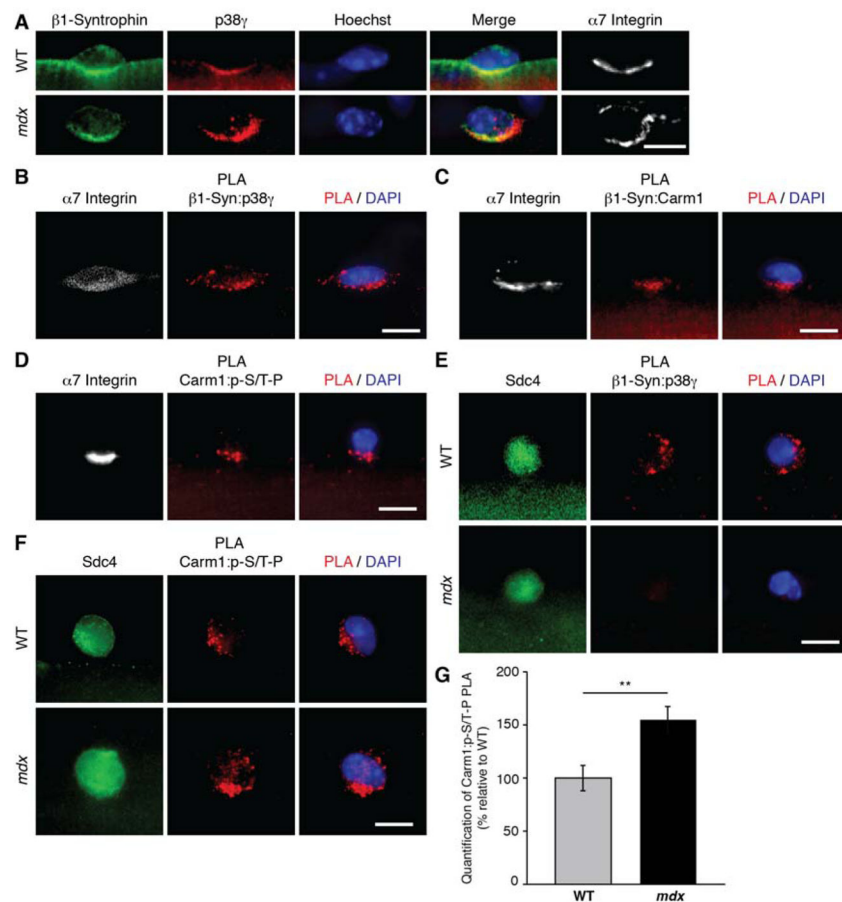 A
β1-Syntrophin p38γ Hoechst Merge α7 Integrin
WT
mdx
B
PLA
α7 Integrin β1-Syn:p38γ PLA / DAPI
C
PLA
α7 Integrin β1-Syn:Carm1 PLA / DAPI
D
PLA
α7 Integrin Carm1:p-S/T-P PLA / DAPI
E
PLA
Sdc4 β1-Syn:p38γ PLA / DAPI
WT
mdx
F
PLA
Sdc4 Carm1:p-S/T-P PLA / DAPI
WT
mdx
G
Quantification of Carm1:p-S/T-P PLA
(% relative to WT)
200
150
100
50
0
**
WT mdx